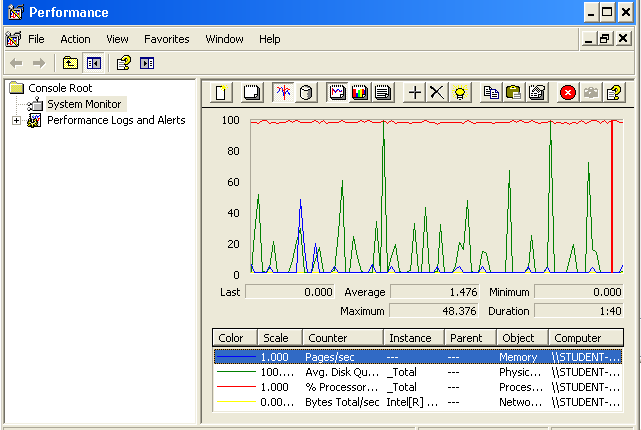 Performance
File Action View Favorites Window Help
Console Root
System Monitor
Performance Logs and Alerts
100
80
60
40
20
0
Last 0.000 Average 1.476 Minimum 0.000
Maximum 48.376 Duration 1:40
Color Scale Counter Instance Parent Object Computer
1.000 Pages/sec --- --- Memory \\STUDENT-...
100.... Avg. Disk Qu... _Total --- Physic... \\STUDENT-...
1.000 % Processor... _Total --- Proces... \\STUDENT-...
0.00... Bytes Total/sec Intel[R] ... --- Netwo... \\STUDENT-...